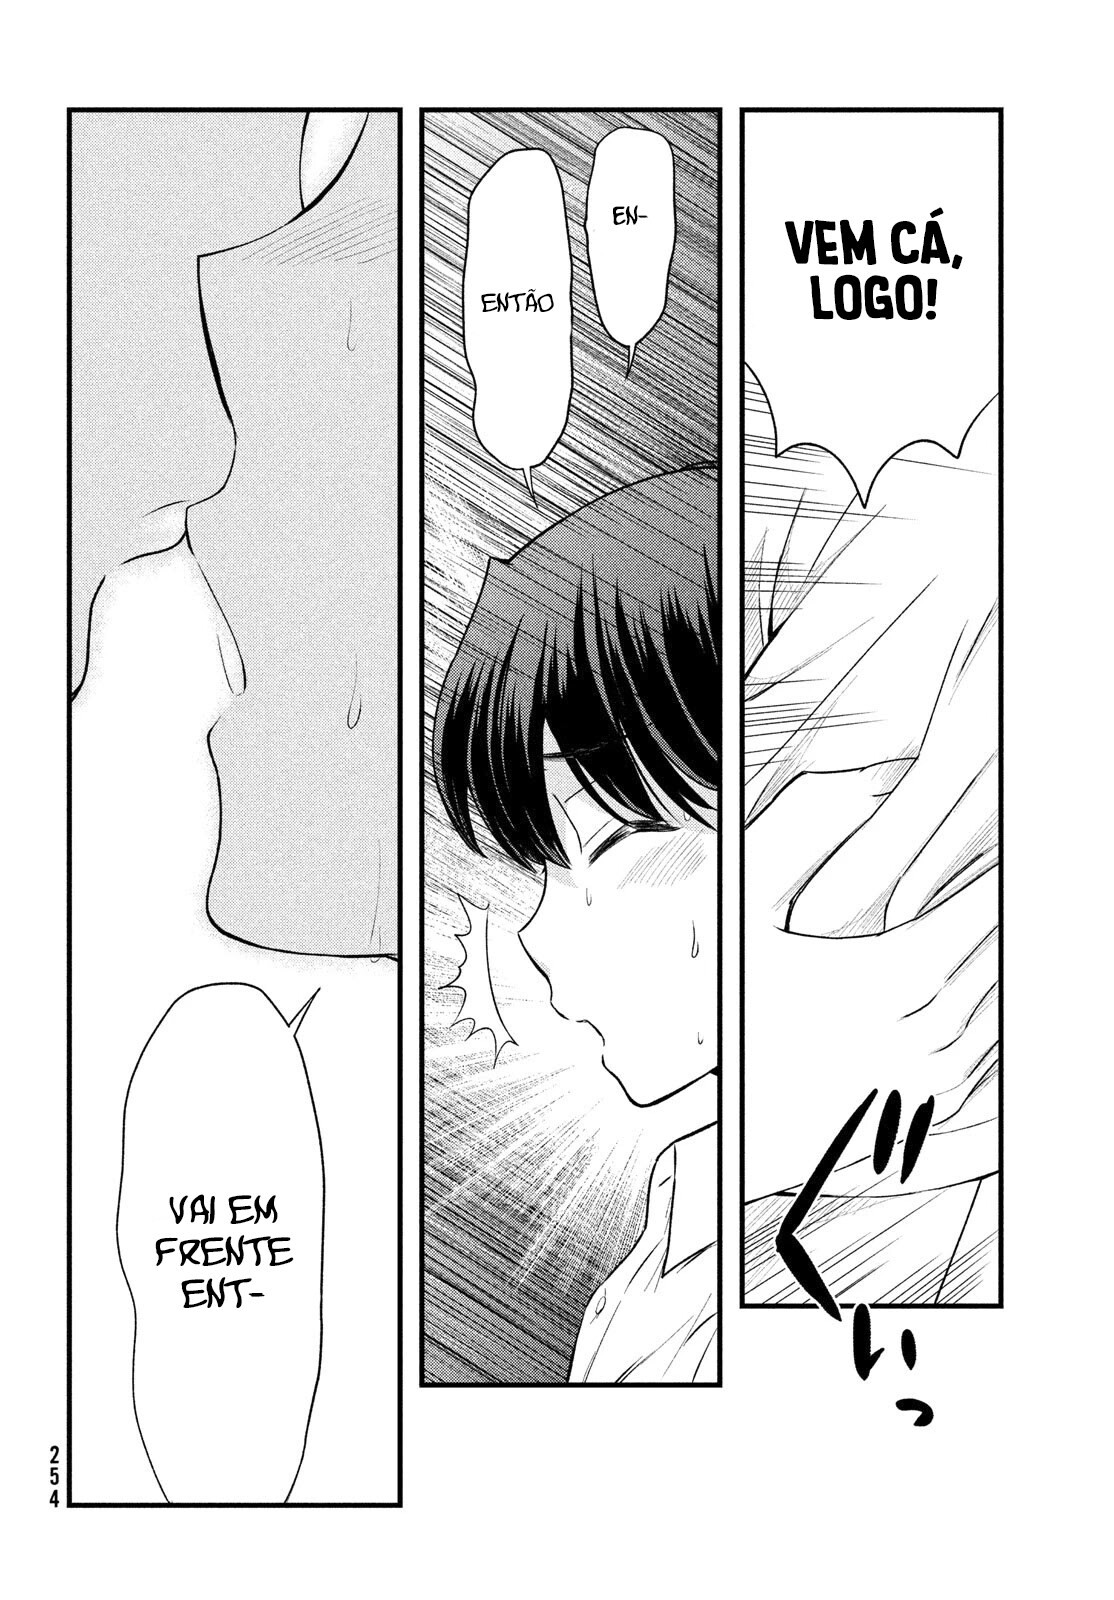 VEM CÁ,
LOGO!
EN-
ENTÃO
VAI EM
FRENTE
ENT-
ぐいっ
254